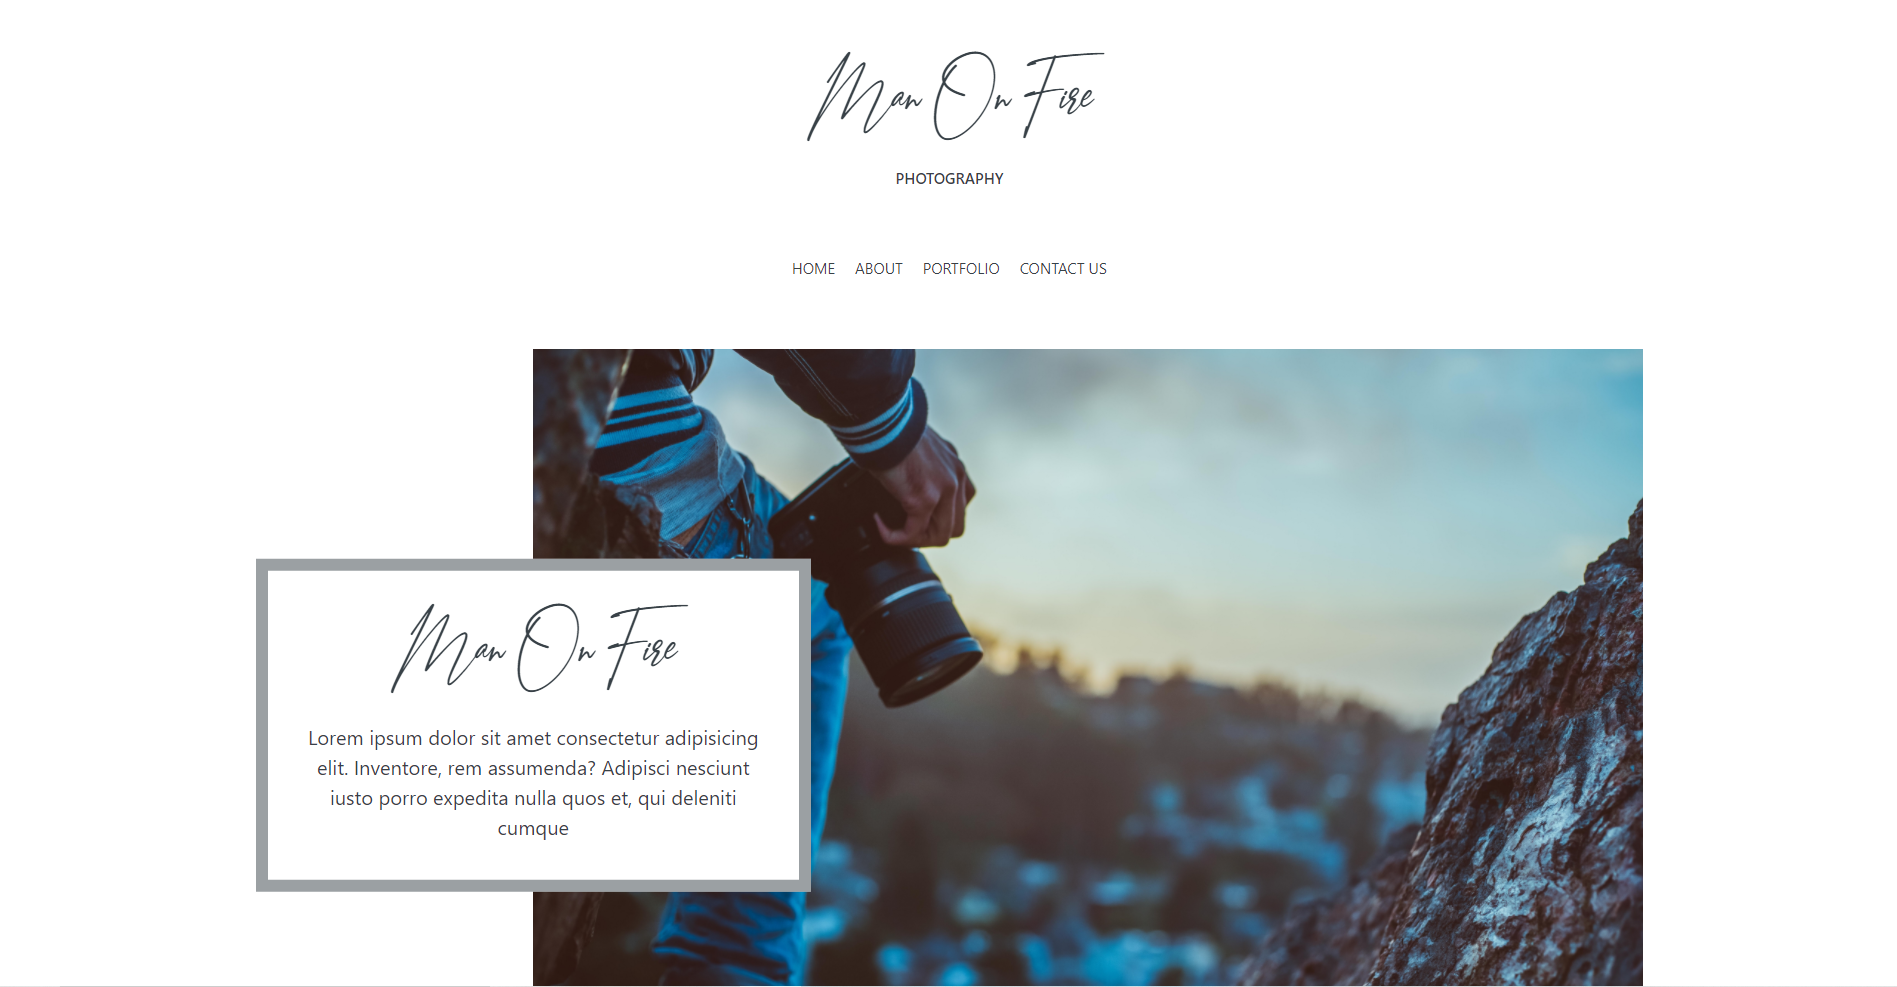 Man On Fire
PHOTOGRAPHY
HOME ABOUT PORTFOLIO CONTACT US
Man On Fire
Lorem ipsum dolor sit amet consectetur adipisicing
elit. Inventore, rem assumenda? Adipisci nesciunt
iusto porro expedita nulla quos et, qui deleniti
cumque